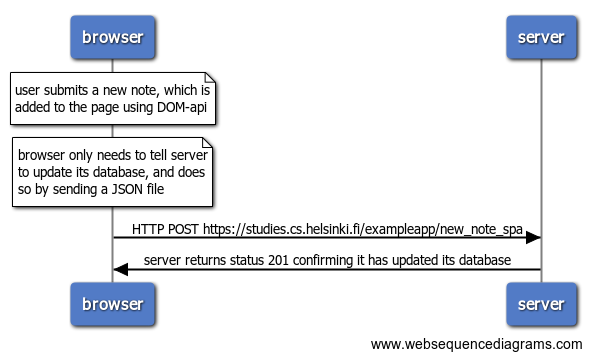 browser
server
user submits a new note, which is
added to the page using DOM-api
browser only needs to tell server
to update its database, and does
so by sending a JSON file
HTTP POST https://studies.cs.helsinki.fi/exampleapp/new_note_spa
server returns status 201 confirming it has updated its database
browser
server
www.websequencediagrams.com